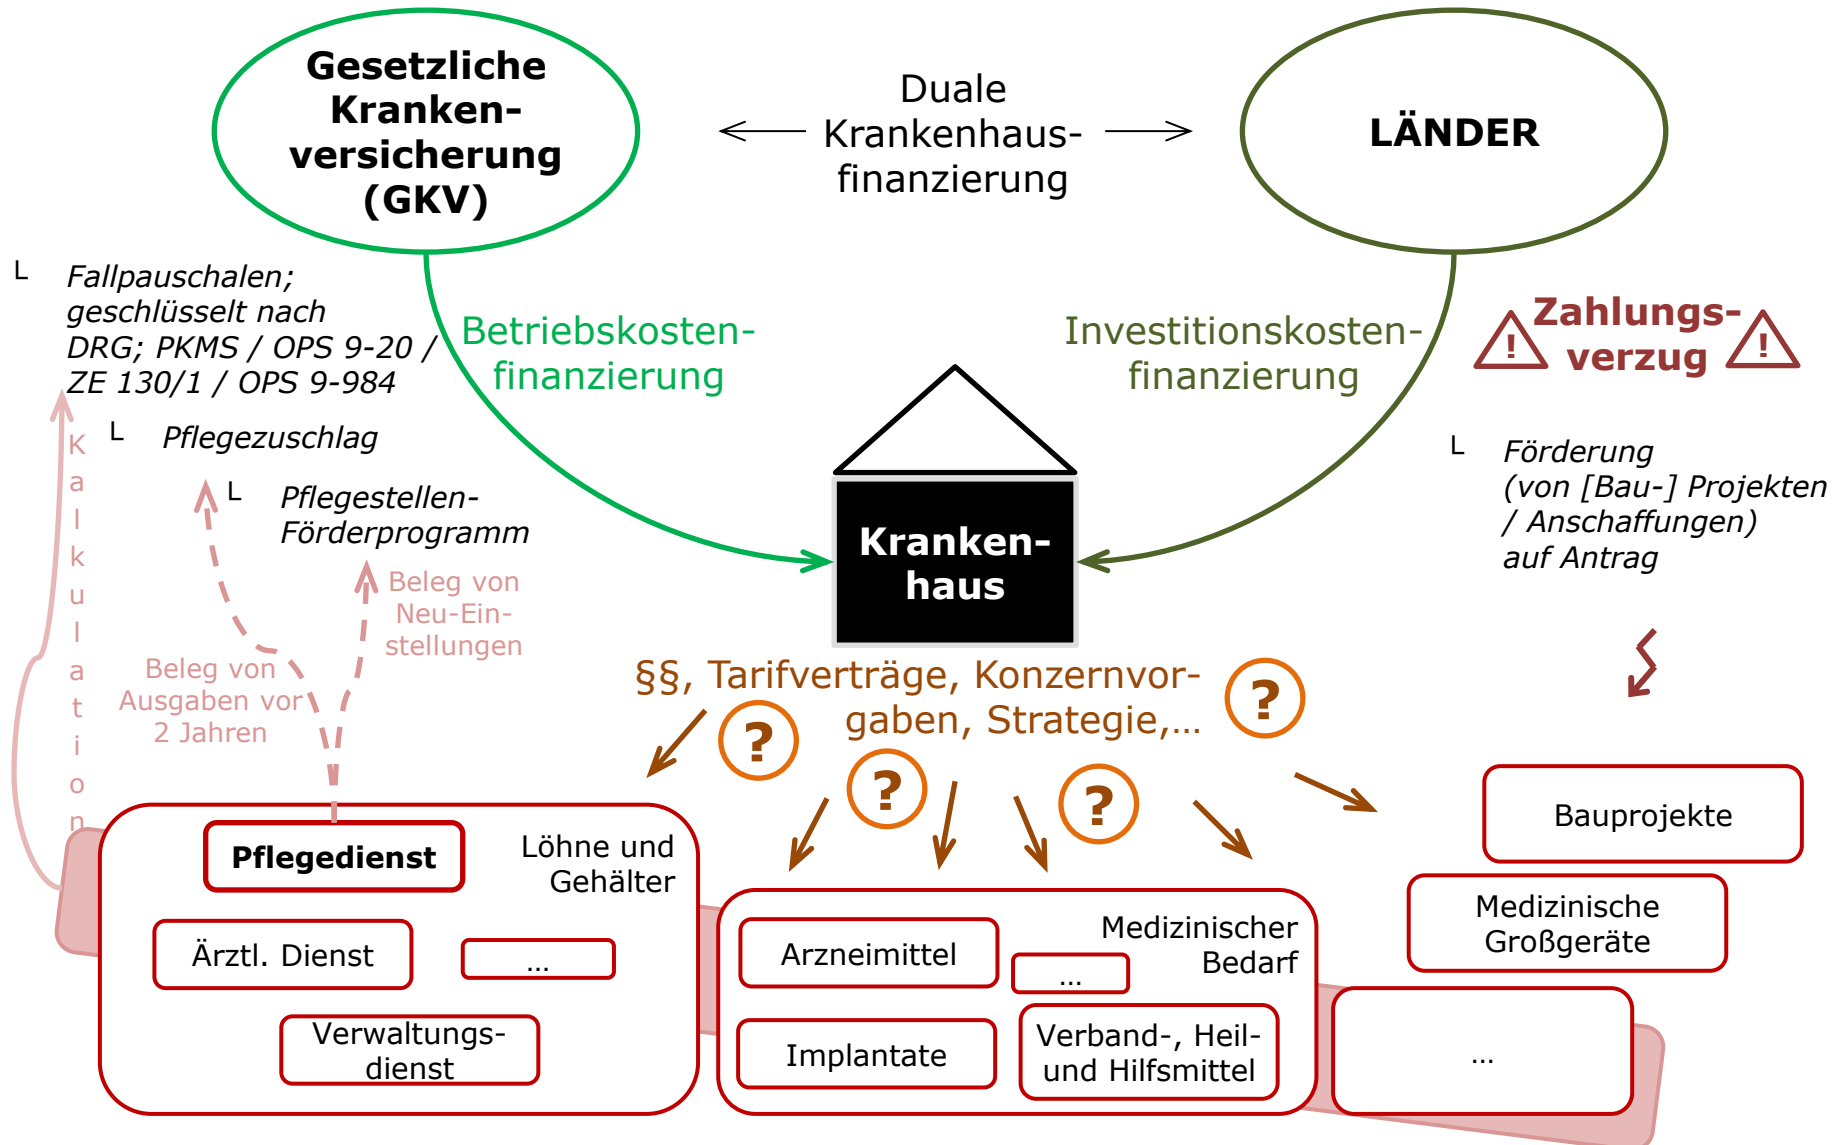 Gesetzliche
Kranken-
versicherung
(GKV)
Duale
Krankenhaus-
finanzierung
LÄNDER
└ Fallpauschalen;
geschlüsselt nach
DRG; PKMS / OPS 9-20 /
ZE 130/1 / OPS 9-984
└ Pflegezuschlag
└ Pflegestellen-
Förderprogramm
Betriebskosten-
finanzierung
Investitionskosten-
finanzierung
! Zahlungs-
verzug !
└ Förderung
(von [Bau-] Projekten
/ Anschaffungen)
auf Antrag
Kranken-
haus
Kalkulation
Beleg von
Neu-Ein-
stellungen
Beleg von
Ausgaben vor
2 Jahren
§§, Tarifverträge, Konzernvor-
gaben, Strategie,...
?
?
?
?
Pflegedienst
Löhne und
Gehälter
Ärztl. Dienst
...
Verwaltungs-
dienst
Arzneimittel
Medizinischer
Bedarf
...
Implantate
Verband-, Heil-
und Hilfsmittel
Bauprojekte
Medizinische
Großgeräte
...